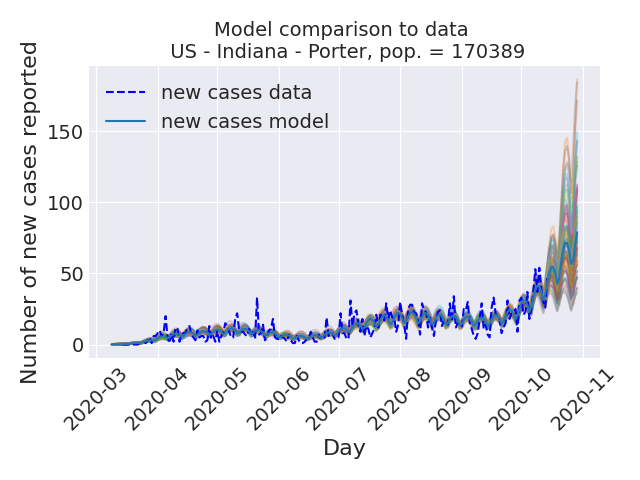 Model comparison to data
US - Indiana - Porter, pop. = 170389
new cases data
new cases model
Number of new cases reported
150
100
50
0
2020-03
2020-04
2020-05
2020-06
2020-07
2020-08
2020-09
2020-10
2020-11
Day